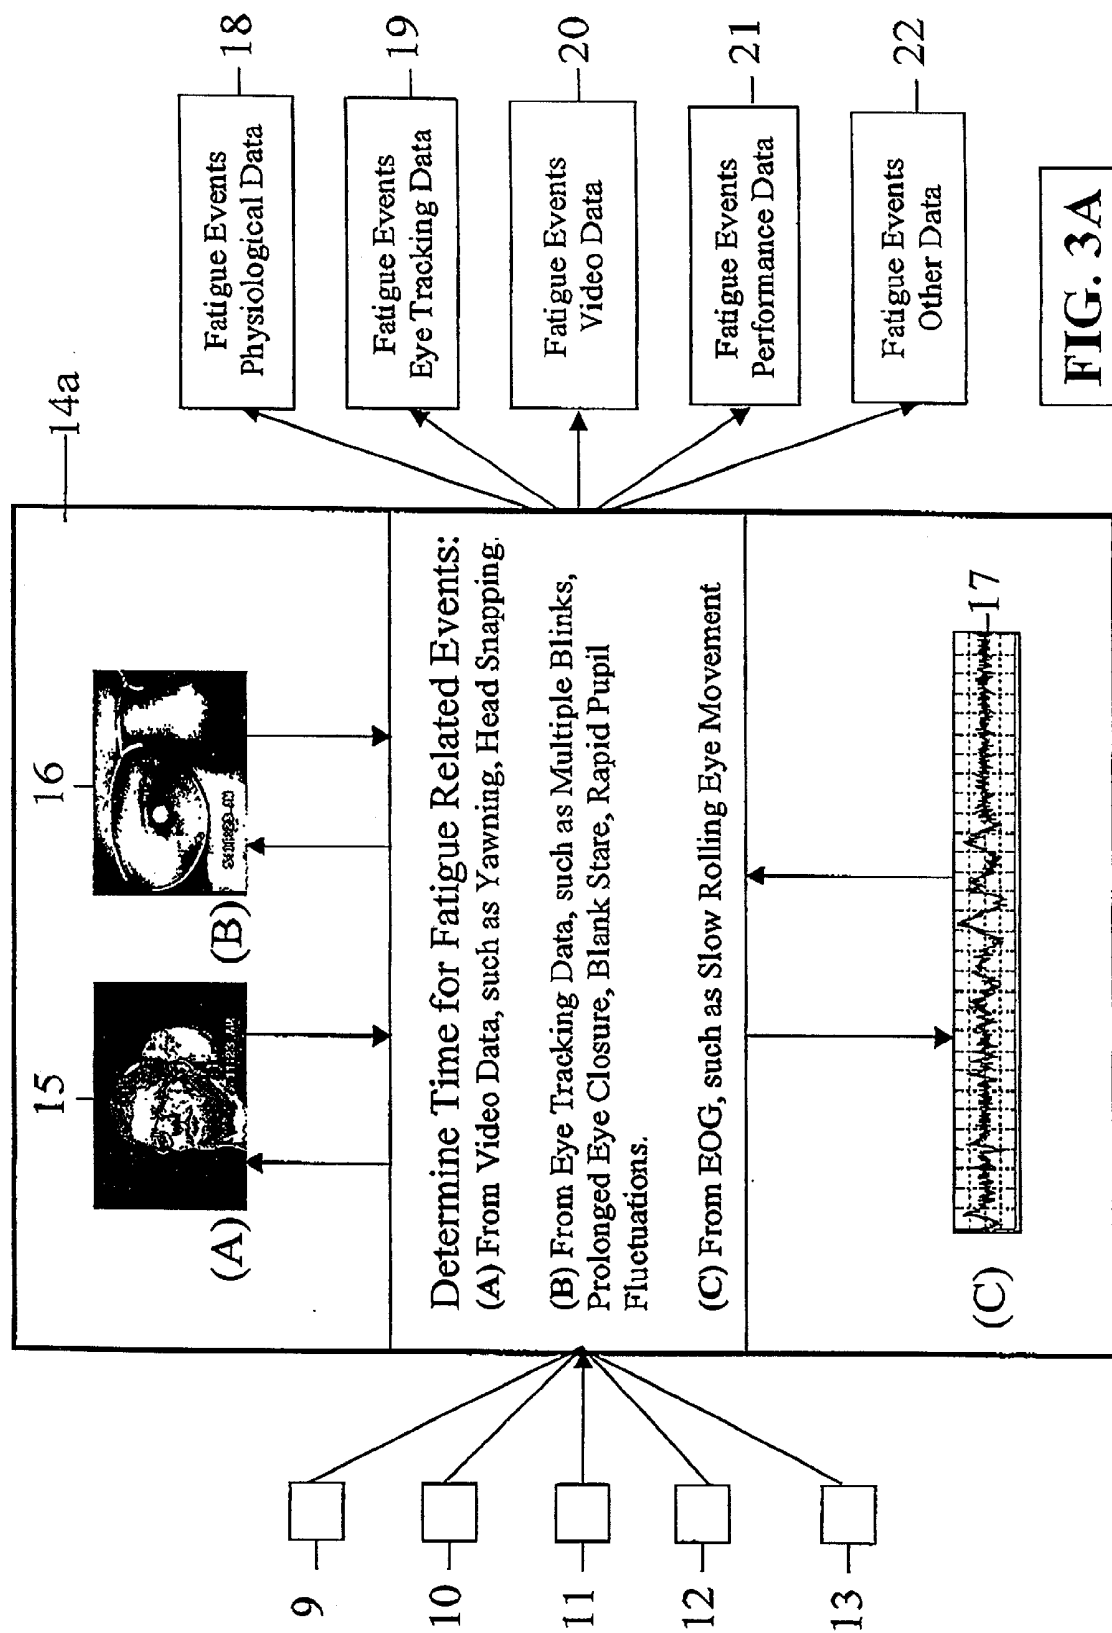 14a
15
16
(A)
(B)
Determine Time for Fatigue Related Events:
(A) From Video Data, such as Yawning, Head Snapping.
(B) From Eye Tracking Data, such as Multiple Blinks,
Prolonged Eye Closure, Blank Stare, Rapid Pupil
Fluctuations.
(C) From EOG, such as Slow Rolling Eye Movement
(C)
17
9
10
11
12
13
Fatigue Events
Physiological Data
18
Fatigue Events
Eye Tracking Data
19
Fatigue Events
Video Data
20
Fatigue Events
Performance Data
21
Fatigue Events
Other Data
22
FIG. 3A